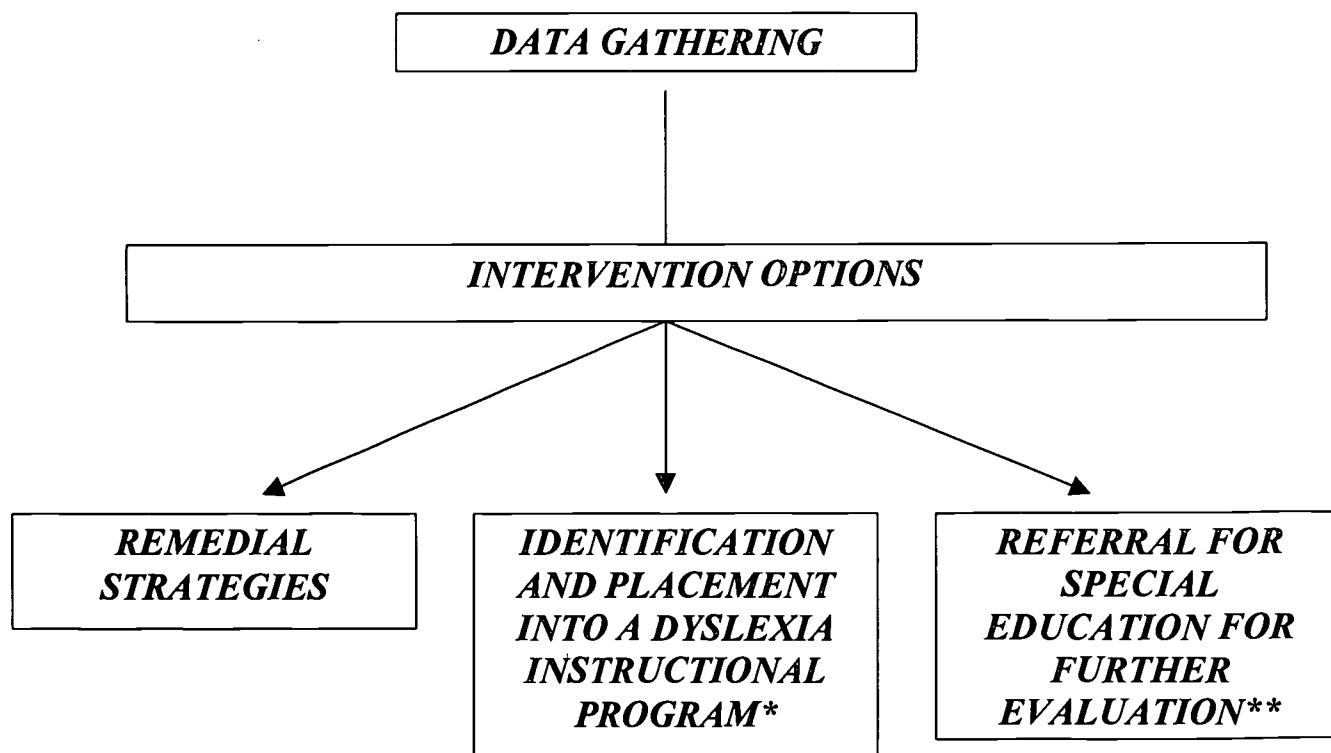 DATA GATHERING
INTERVENTION OPTIONS
REMEDIAL
STRATEGIES
IDENTIFICATION
AND PLACEMENT
INTO A DYSLEXIA
INSTRUCTIONAL
PROGRAM*
REFERRAL FOR
SPECIAL
EDUCATION FOR
FURTHER
EVALUATION**